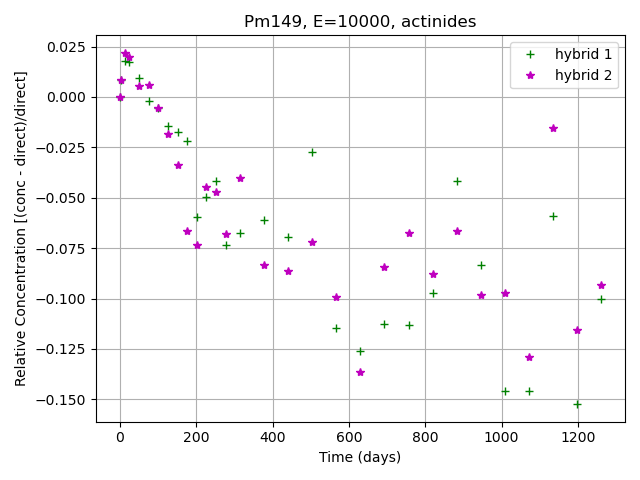 Pm149, E=10000, actinides
hybrid 1
hybrid 2
Relative Concentration [(conc - direct)/direct]
0.025
0.000
−0.025
−0.050
−0.075
−0.100
−0.125
−0.150
0 200 400 600 800 1000 1200
Time (days)